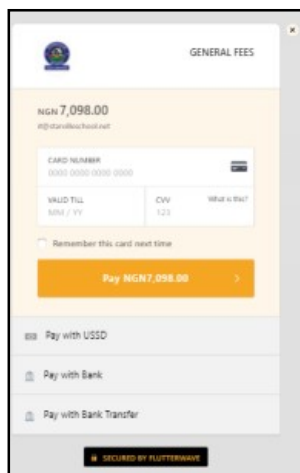 GENERAL FEES
NGN 7,098.00
CARD NUMBER
0000 0000 0000 0000
VALID TILL
MM / YY
CVV
What is this?
123
Remember this card next time
Pay NGN7,098.00
Pay with USSD
Pay with Bank
Pay with Bank Transfer
SECURED BY FLUTTERWAVE